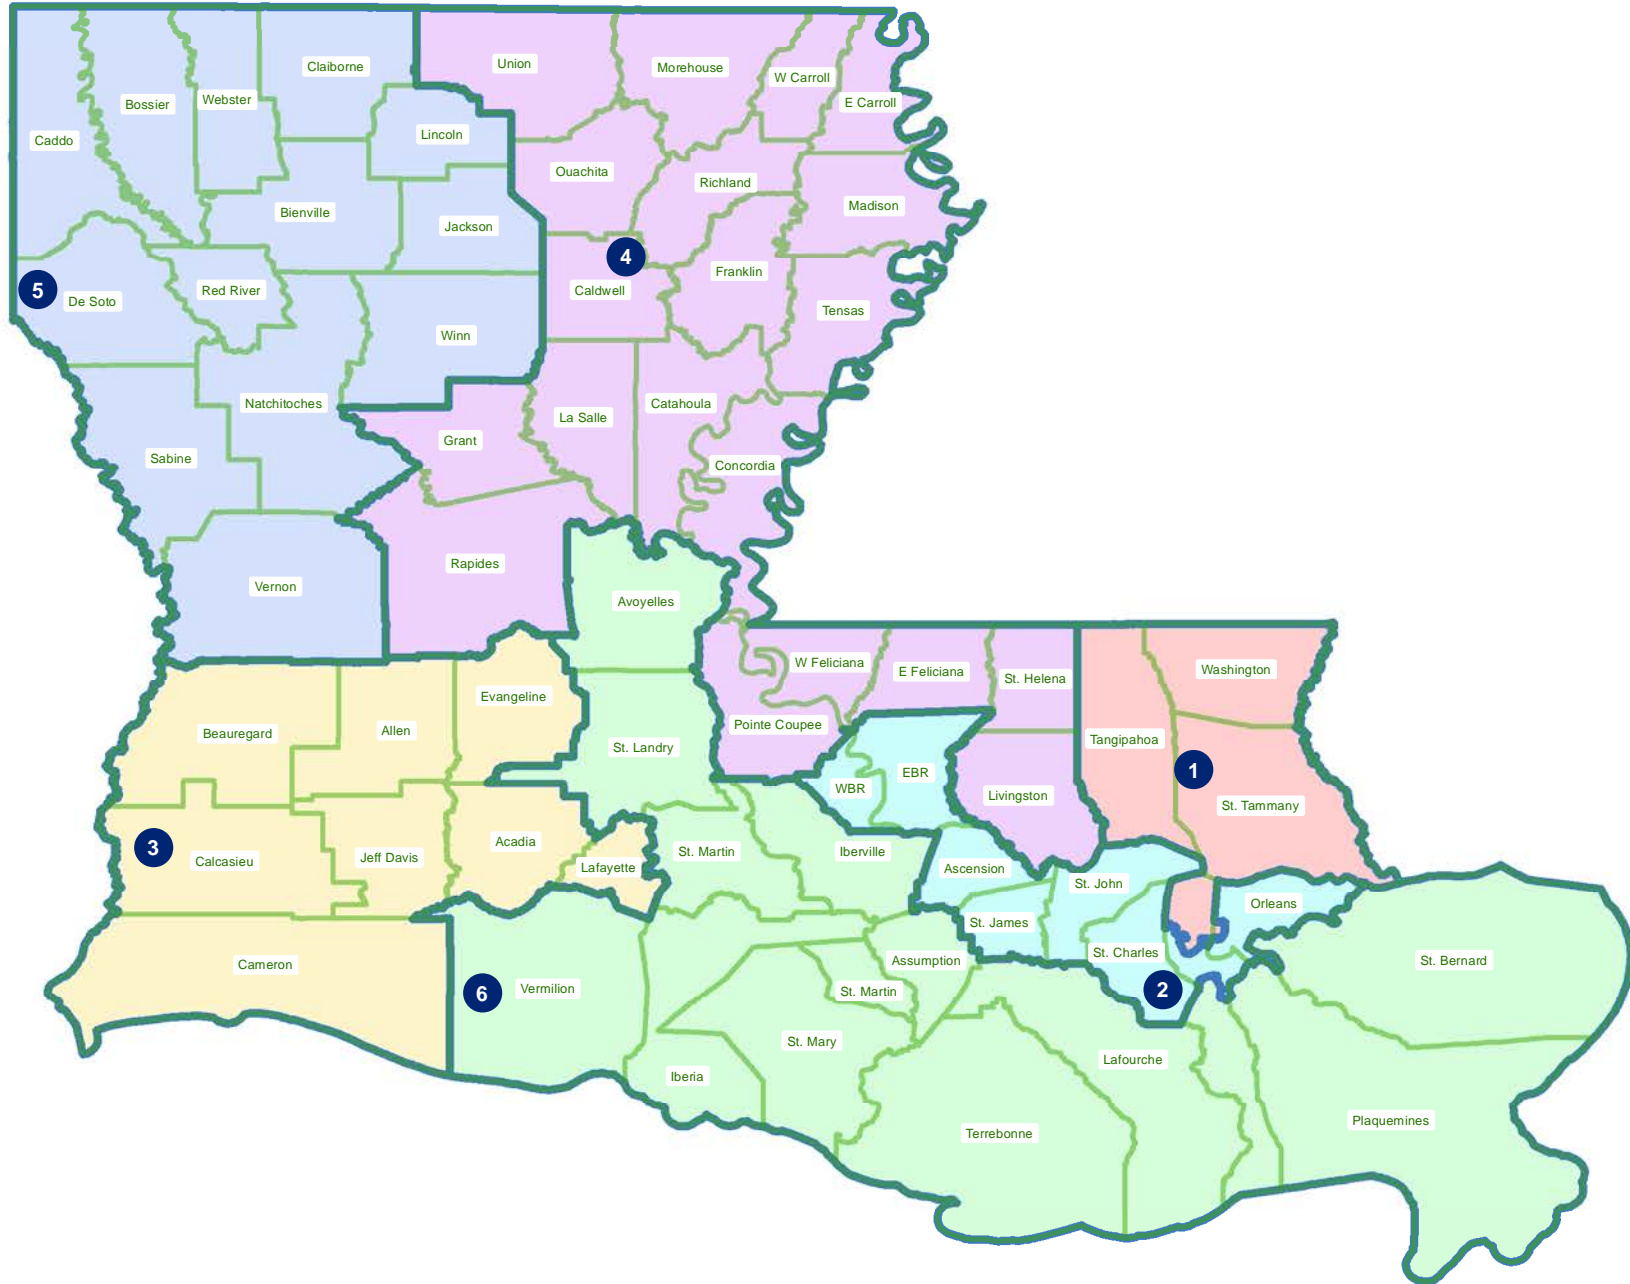 Union
Claiborne
Morehouse
W Carroll
Webster
Bossier
E Carroll
Lincoln
Caddo
Ouachita
Richland
Madison
Bienville
Jackson
4
Franklin
5
Red River
Caldwell
De Soto
Tensas
Winn
Natchitoches
Catahoula
La Salle
Grant
Sabine
Concordia
Rapides
Vernon
Avoyelles
W Feliciana
Washington
E Feliciana
St. Helena
Evangeline
Pointe Coupee
Allen
Beauregard
Tangipahoa
St. Landry
1
EBR
WBR
Livingston
St. Tammany
Acadia
3
St. Martin
Iberville
Jeff Davis
Calcasieu
Lafayette
Ascension
St. John
Orleans
St. James
St. Charles
Assumption
St. Bernard
Cameron
Vermilion
6
St. Martin
2
St. Mary
Lafourche
Iberia
Plaquemines
Terrebonne